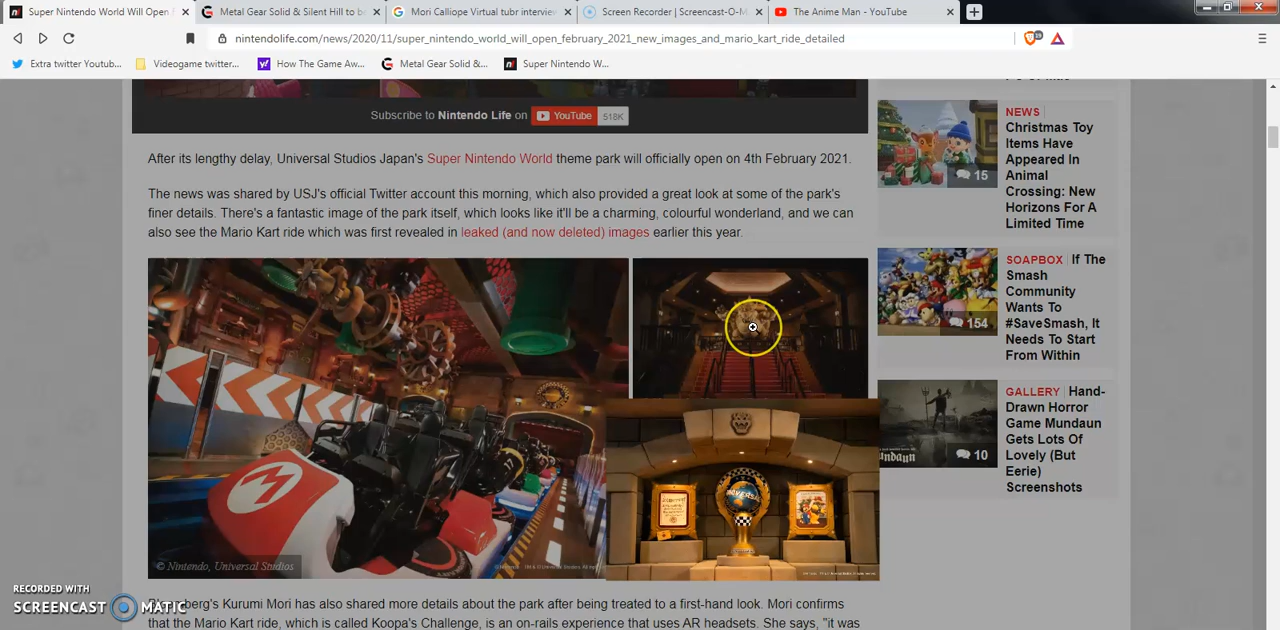 Super Nintendo World Will Open F
Metal Gear Solid & Silent Hill to b
Mori Calliope Virtual tubr interview
Screen Recorder | Screencast-O-M
The Anime Man - YouTube
nintendolife.com/news/2020/11/super_nintendo_world_will_open_february_2021_new_images_and_mario_kart_ride_detailed
Extra twitter Youtub...
Videogame twitter...
How The Game Aw...
Metal Gear Solid &...
Super Nintendo W...
Subscribe to Nintendo Life on YouTube 518K
After its lengthy delay, Universal Studios Japan's Super Nintendo World theme park will officially open on 4th February 2021.
The news was shared by USJ's official Twitter account this morning, which also provided a great look at some of the park's
finer details. There's a fantastic image of the park itself, which looks like it'll be a charming, colourful wonderland, and we can
also see the Mario Kart ride which was first revealed in leaked (and now deleted) images earlier this year.
M
UNIVERSAL
© Nintendo, Universal Studios
berg's Kurumi Mori has also shared more details about the park after being treated to a first-hand look. Mori confirms
that the Mario Kart ride, which is called Koopa's Challenge, is an on-rails experience that uses AR headsets. She says, "it was
NEWS
Christmas Toy
Items Have
Appeared In
Animal
Crossing: New
Horizons For A
Limited Time
15
SOAPBOX If The
Smash
Community
Wants To
#SaveSmash, It
Needs To Start
From Within
154
GALLERY Hand-
Drawn Horror
Game Mundaun
Gets Lots Of
Lovely (But
Eerie)
Screenshots
10
ndaun
RECORDED WITH
SCREENCAST MATIC